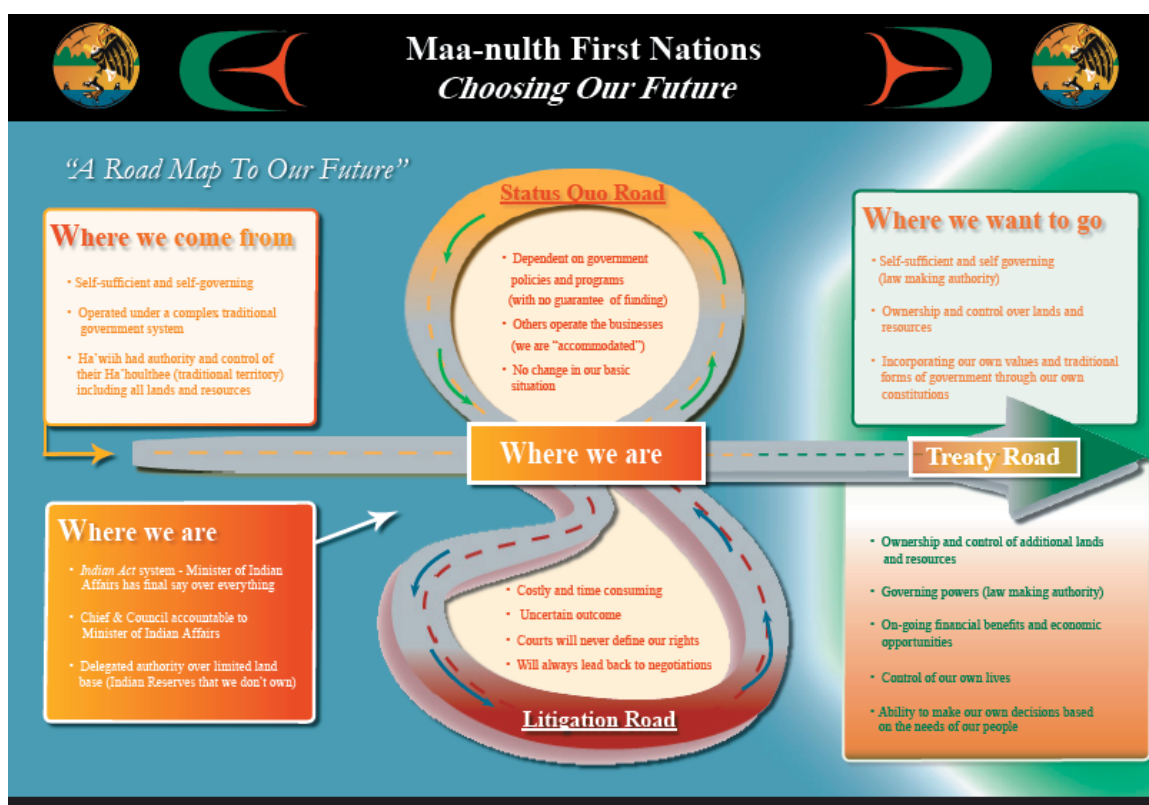 Maa-nulth First Nations
Choosing Our Future
“A Road Map To Our Future”
Where we come from
• Self-sufficient and self-governing
• Operated under a complex traditional
government system
• Ha’wiih had authority and control of
their Ha’houlthee (traditional territory)
including all lands and resources
Status Quo Road
• Dependent on government
policies and programs
(with no guarantee of funding)
• Others operate the businesses
(we are “accommodated”)
• No change in our basic
situation
Where we want to go
• Self-sufficient and self governing
(law making authority)
• Ownership and control over lands and
resources
• Incorporating our own values and traditional
forms of government through our own
constitutions
Where we are
Treaty Road
Where we are
• Indian Act system - Minister of Indian
Affairs has final say over everything
• Chief & Council accountable to
Minister of Indian Affairs
• Delegated authority over limited land
base (Indian Reserves that we don’t own)
• Costly and time consuming
• Uncertain outcome
• Courts will never define our rights
• Will always lead back to negotiations
Litigation Road
• Ownership and control of additional lands
and resources
• Governing powers (law making authority)
• On-going financial benefits and economic
opportunities
• Control of our own lives
• Ability to make our own decisions based
on the needs of our people